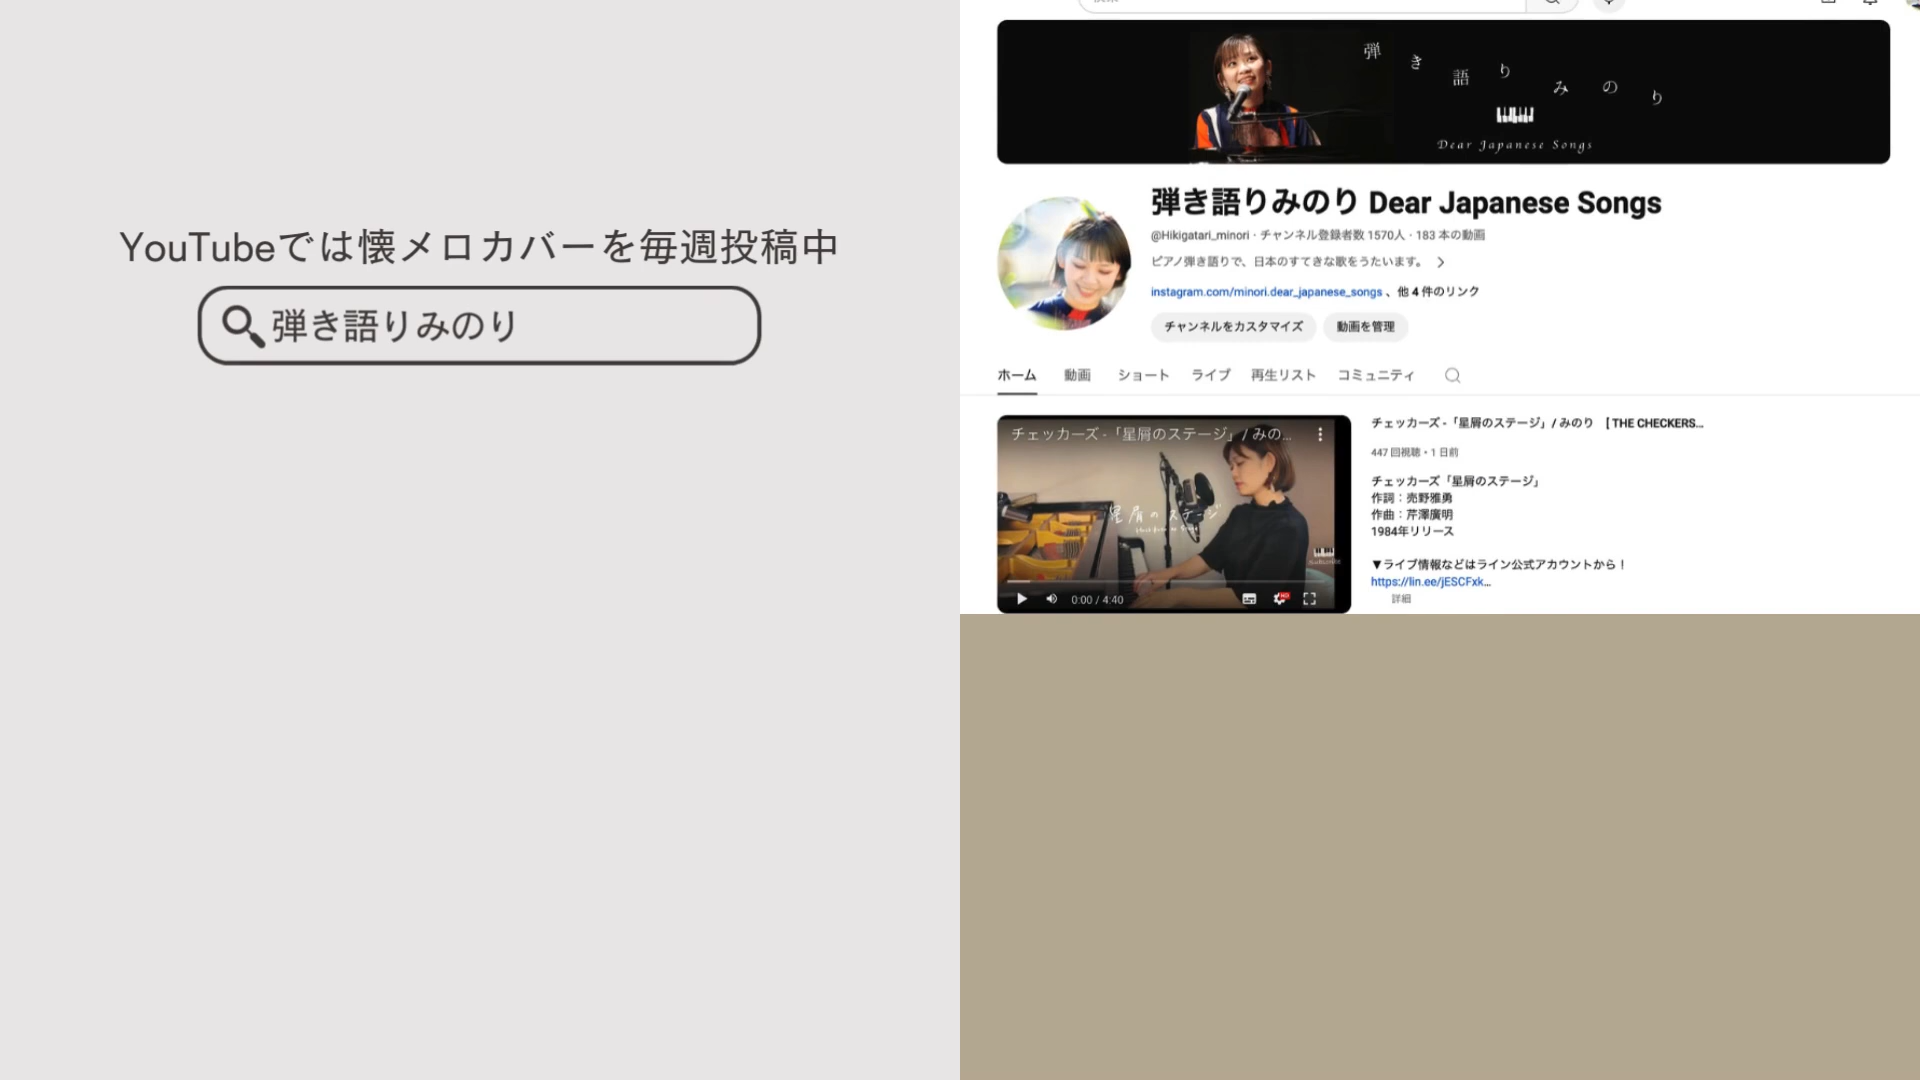 YouTubeでは懐メロカバーを毎週投稿中
弾き語りみのり
弾き語りみのり
Dear Japanese Songs
弾き語りみのり Dear Japanese Songs
@Hikigatari_minori · チャンネル登録者数 1570人 · 183 本の動画
ピアノ弾き語りで、日本のすてきな歌をうたいます。
instagram.com/minori.dear_japanese_songs 、他 4 件のリンク
チャンネルをカスタマイズ 動画を管理
ホーム 動画 ショート ライブ 再生リスト コミュニティ
チェッカーズ -「星屑のステージ」/ みの...
星屑のステージ
0:00 / 4:40
チェッカーズ -「星屑のステージ」/ みのり [ THE CHECKERS...
447 回視聴・1 日前
チェッカーズ「星屑のステージ」
作詞：売野雅勇
作曲：芹澤廣明
1984年リリース
▼ライブ情報などはライン公式アカウントから！
https://lin.ee/jESCFxk...
詳細